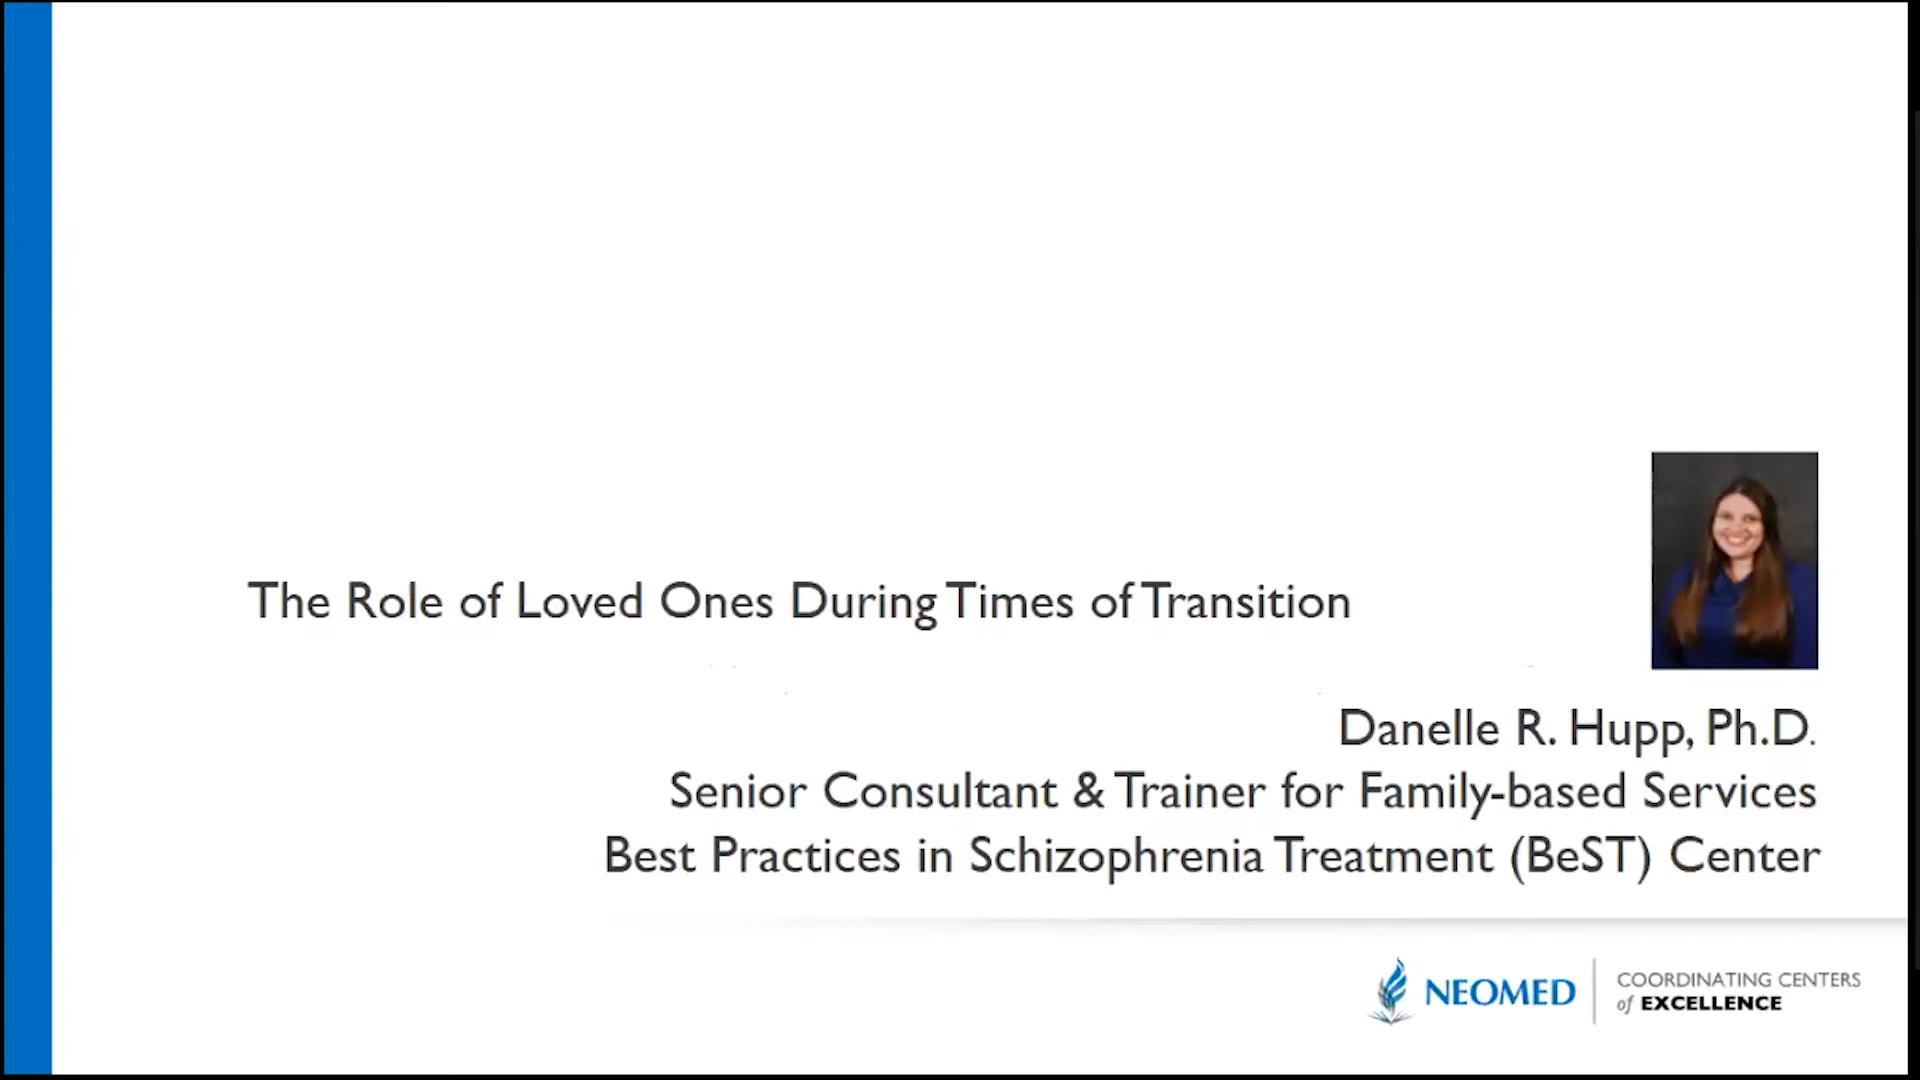 The Role of Loved Ones During Times of Transition
Danelle R. Hupp, Ph.D.
Senior Consultant & Trainer for Family-based Services
Best Practices in Schizophrenia Treatment (BeST) Center
NEOMED
COORDINATING CENTERS
of EXCELLENCE